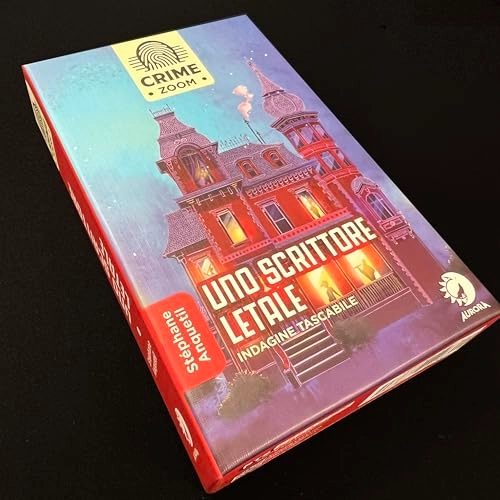 CRIME
• ZOOM •
UNO SCRITTORE
LETALE
INDAGINE TASCABILE
Stéphane
Anquetil
AURORA